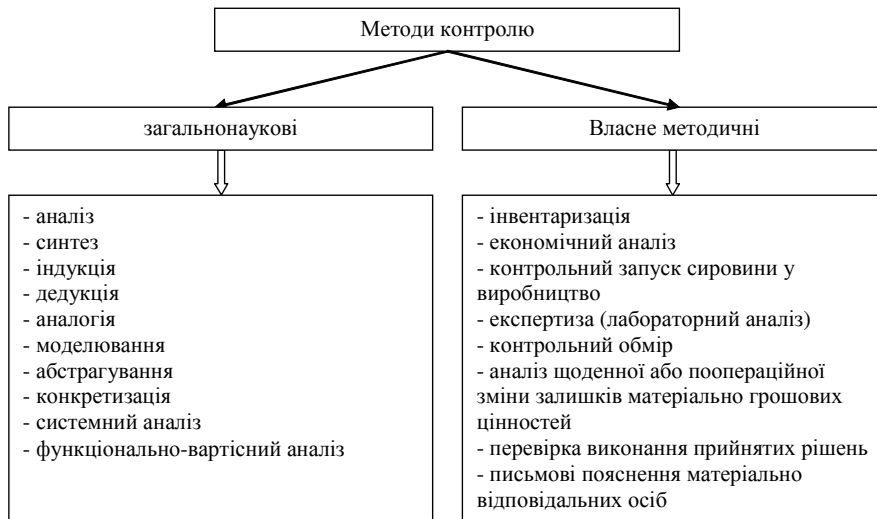 Методи контролю
загальнонаукові
Власне методичні
- аналіз
- синтез
- індукція
- дедукція
- аналогія
- моделювання
- абстрагування
- конкретизація
- системний аналіз
- функціонально-вартісний аналіз
- інвентаризація
- економічний аналіз
- контрольний запуск сировини у
виробництво
- експертиза (лабораторний аналіз)
- контрольний обмір
- аналіз щоденної або поопераційної
зміни залишків матеріально грошових
цінностей
- перевірка виконання прийнятих рішень
- письмові пояснення матеріально
відповідальних осіб